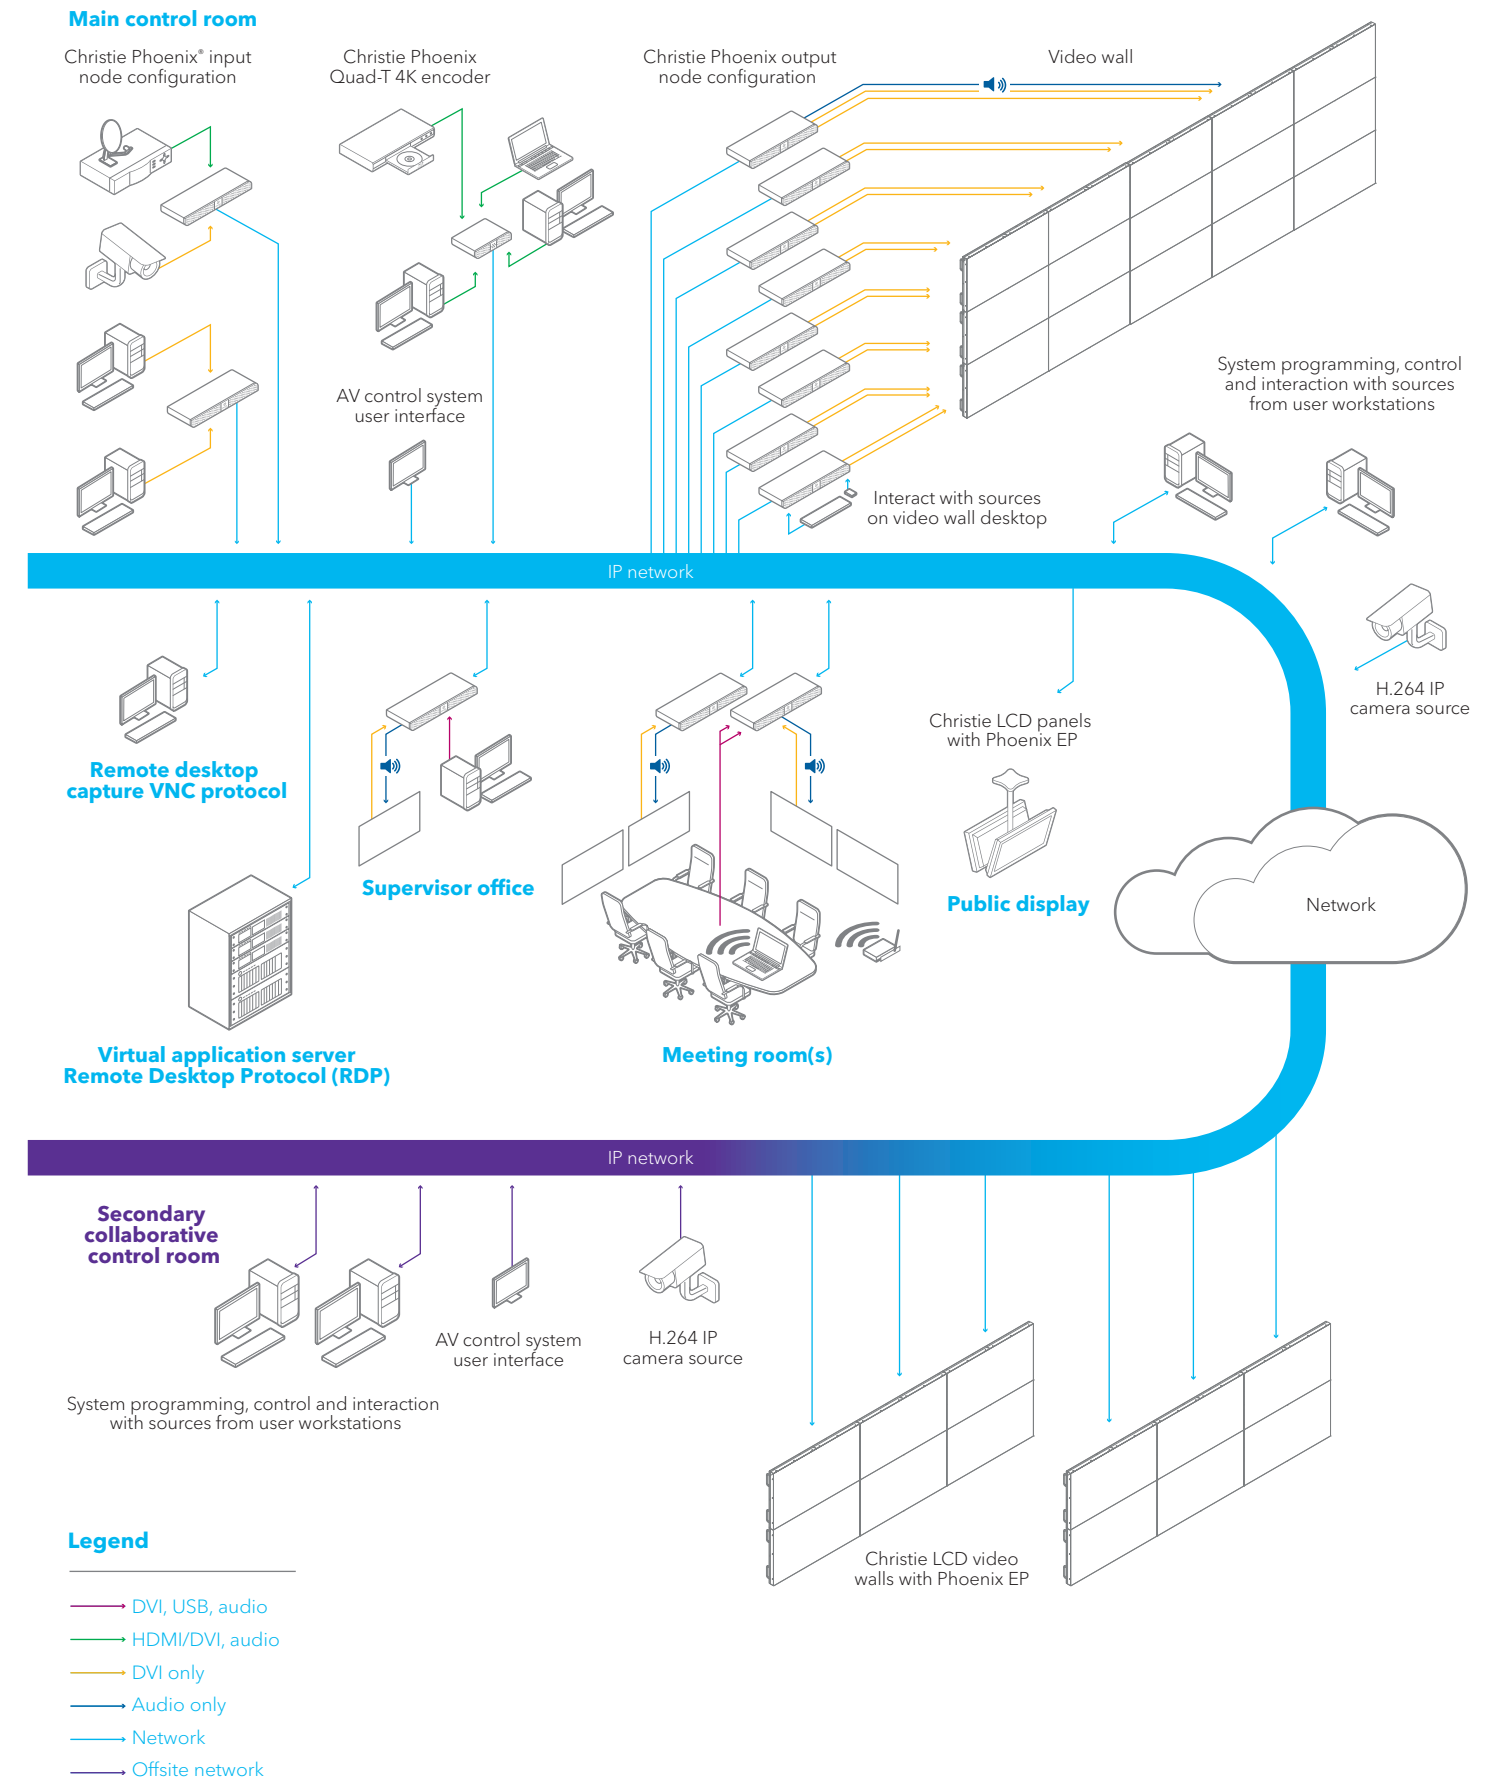 Main control room
Christie Phoenix® input
node configuration
Christie Phoenix
Quad-T 4K encoder
Christie Phoenix output
node configuration
Video wall
System programming, control
and interaction with sources
from user workstations
AV control system
user interface
Interact with sources
on video wall desktop
IP network
H.264 IP
camera source
Remote desktop
capture VNC protocol
Supervisor office
Christie LCD panels
with Phoenix EP
Public display
Network
Virtual application server
Remote Desktop Protocol (RDP)
Meeting room(s)
IP network
Secondary
collaborative
control room
AV control system
user interface
H.264 IP
camera source
System programming, control and interaction
with sources from user workstations
Christie LCD video
walls with Phoenix EP
Legend
DVI, USB, audio
HDMI/DVI, audio
DVI only
Audio only
Network
Offsite network